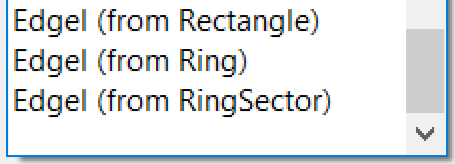 Edgel (from Rectangle)
Edgel (from Ring)
Edgel (from RingSector)